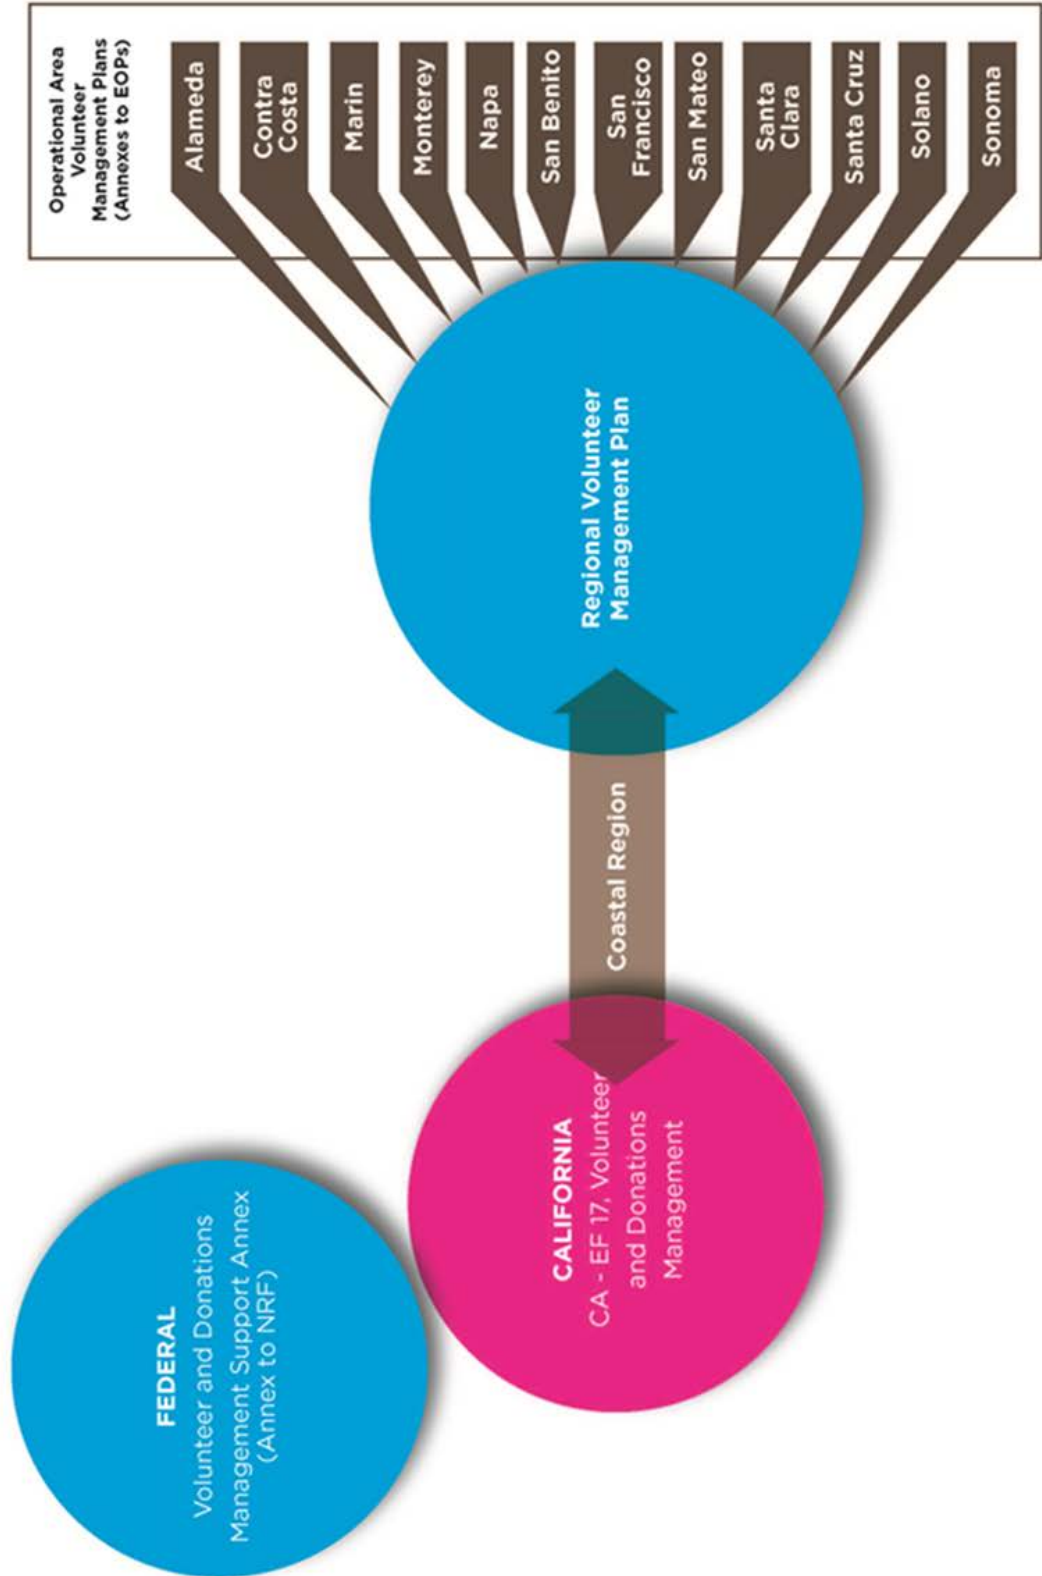 FEDERAL
Volunteer and Donations
Management Support Annex
(Annex to NRF)
CALIFORNIA
CA - EF 17, Volunteer
and Donations
Management
Coastal Region
Regional Volunteer
Management Plan
Operational Area
Volunteer
Management Plans
(Annexes to EOPs)
Alameda
Contra
Costa
Marin
Monterey
Napa
San Benito
San
Francisco
San Mateo
Santa
Clara
Santa Cruz
Solano
Sonoma